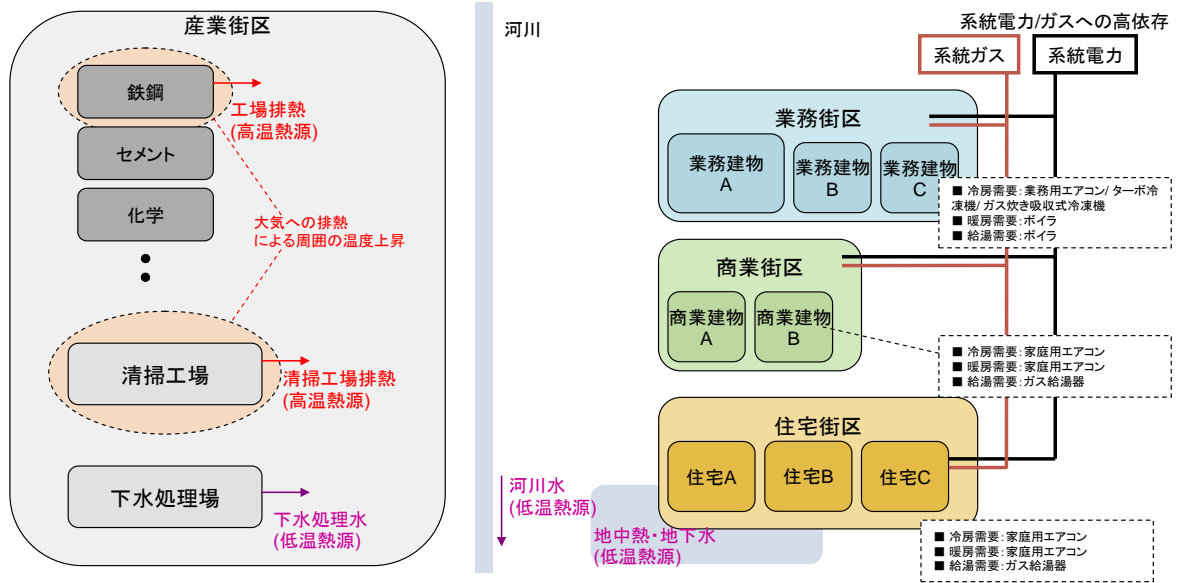 産業街区
鉄鋼
工場排熱
(高温熱源)
セメント
化学
大気への排熱
による周囲の温度上昇
●
●
清掃工場
清掃工場排熱
(高温熱源)
下水処理場
下水処理水
(低温熱源)
河川
河川水
(低温熱源)
地中熱・地下水
(低温熱源)
系統電力/ガスへの高依存
系統ガス
系統電力
業務街区
業務建物
A
業務建物
B
業務建物
C
■ 冷房需要:業務用エアコン/ ターボ冷
凍機/ ガス炊き吸収式冷凍機
■ 暖房需要:ボイラ
■ 給湯需要:ボイラ
商業街区
商業建物
A
商業建物
B
■ 冷房需要:家庭用エアコン
■ 暖房需要:家庭用エアコン
■ 給湯需要:ガス給湯器
住宅街区
住宅A
住宅B
住宅C
■ 冷房需要:家庭用エアコン
■ 暖房需要:家庭用エアコン
■ 給湯需要:ガス給湯器